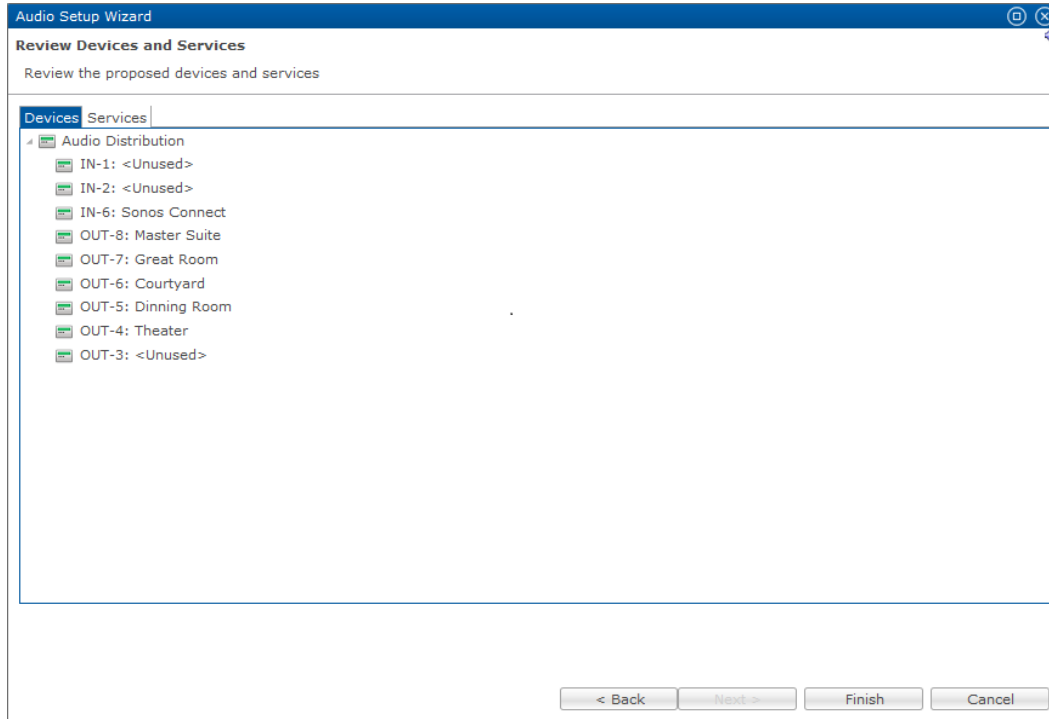 Audio Setup Wizard
Review Devices and Services
Review the proposed devices and services
Devices Services
Audio Distribution
IN-1: <Unused>
IN-2: <Unused>
IN-6: Sonos Connect
OUT-8: Master Suite
OUT-7: Great Room
OUT-6: Courtyard
OUT-5: Dinning Room
OUT-4: Theater
OUT-3: <Unused>
< Back Next > Finish Cancel